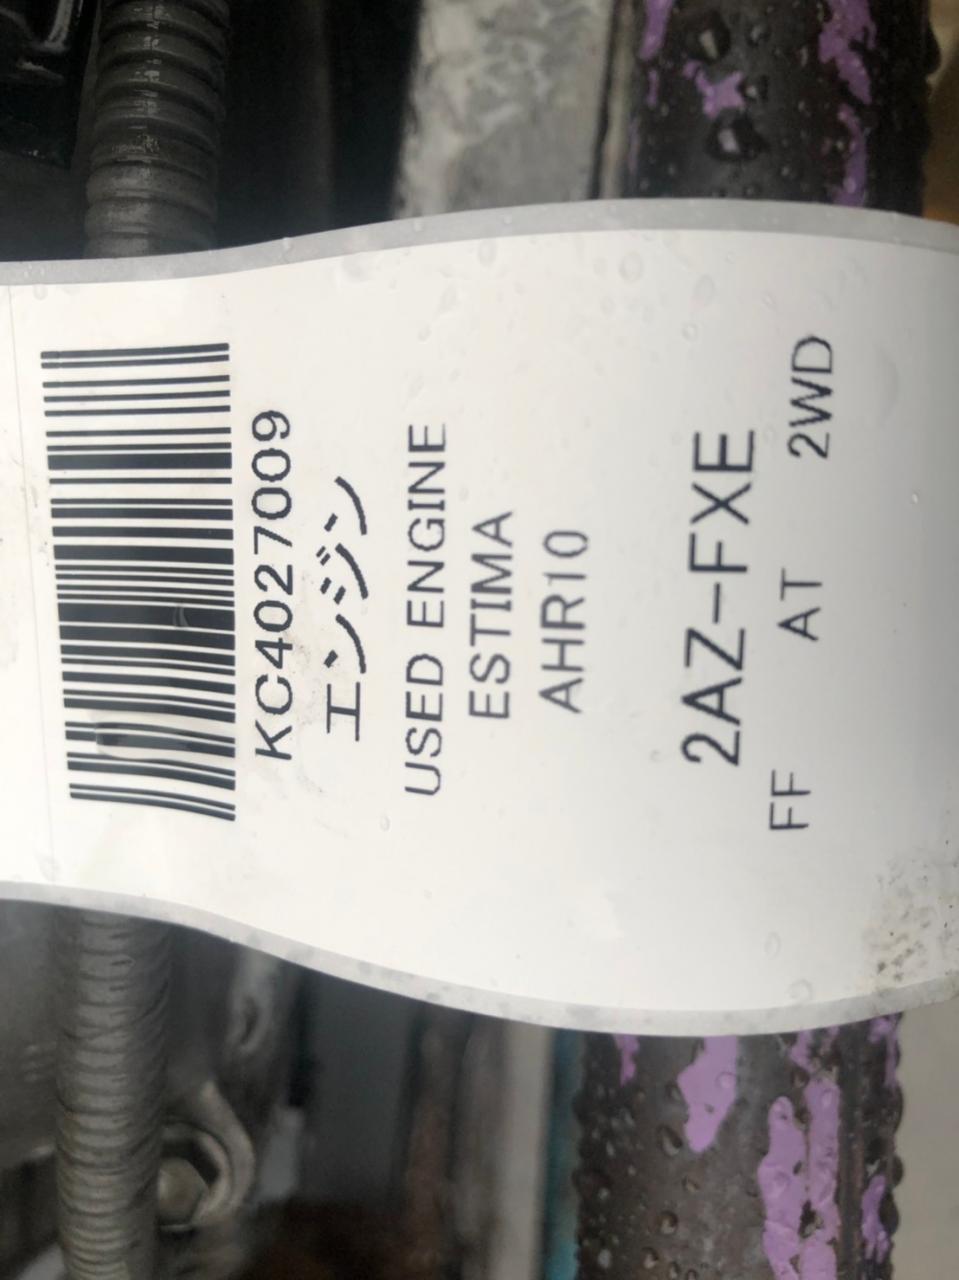 KC4027009
エンジン
USED ENGINE
ESTIMA
AHR10
2AZ-FXE
FF AT 2WD